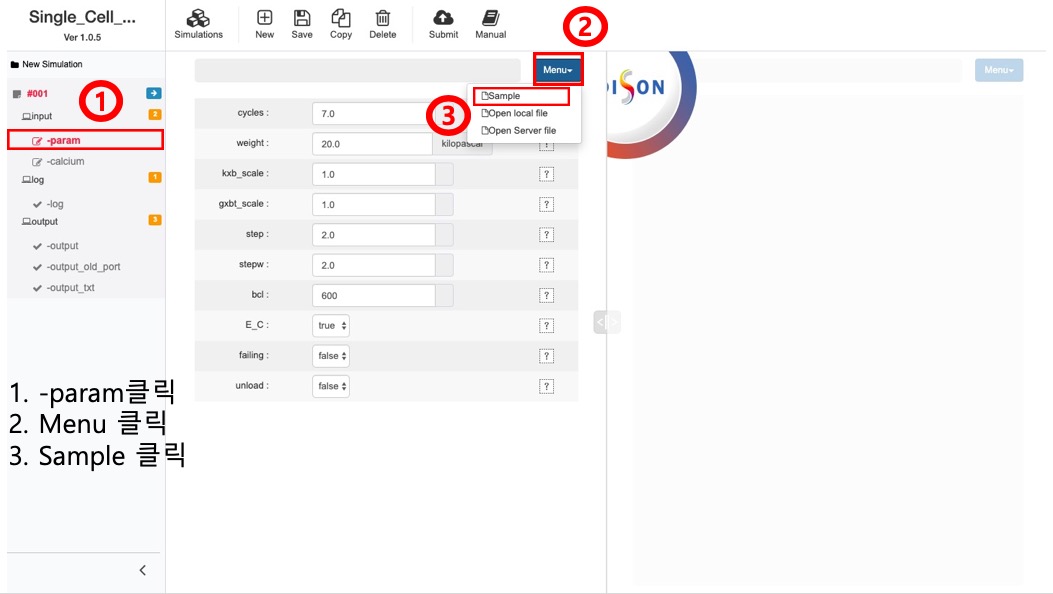 Single_Cell_...
Ver 1.0.5
Simulations
New
Save
Copy
Delete
Submit
Manual
2
New Simulation
#001
1
input
2
-param
-calcium
log
1
-log
output
3
-output
-output_old_port
-output_txt
Menu
Sample
Open local file
Open Server file
3
cycles :
7.0
weight :
20.0
kilopascal
?
kxb_scale :
1.0
?
gxbt_scale :
1.0
?
step :
2.0
?
stepw :
2.0
?
bcl :
600
?
E_C :
true
?
failing :
false
?
unload :
false
?
DISON
Menu
1. -param클릭
2. Menu 클릭
3. Sample 클릭